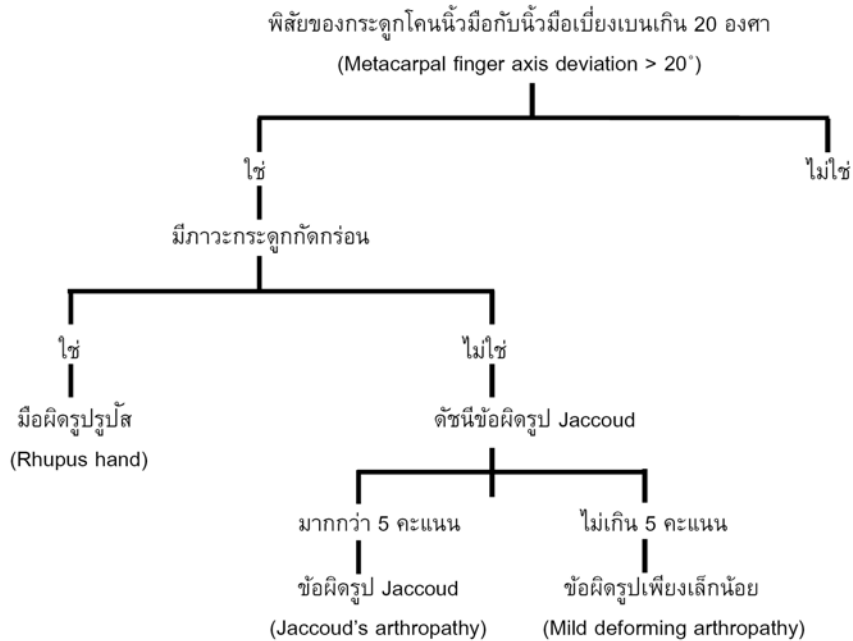 พิสัยของกระดูกโคนนิ้วมือกับนิ้วมือเบี่ยงเบนเกิน 20 องศา
(Metacarpal finger axis deviation > 20°)
ใช่
ไม่ใช่
มีภาวะกระดูกกัดกร่อน
ใช่
ไม่ใช่
มือผิดรูปรูปัส
(Rhupus hand)
ดัชนีข้อผิดรูป Jaccoud
มากกว่า 5 คะแนน
ไม่เกิน 5 คะแนน
ข้อผิดรูป Jaccoud
(Jaccoud's arthropathy)
ข้อผิดรูปเพียงเล็กน้อย
(Mild deforming arthropathy)